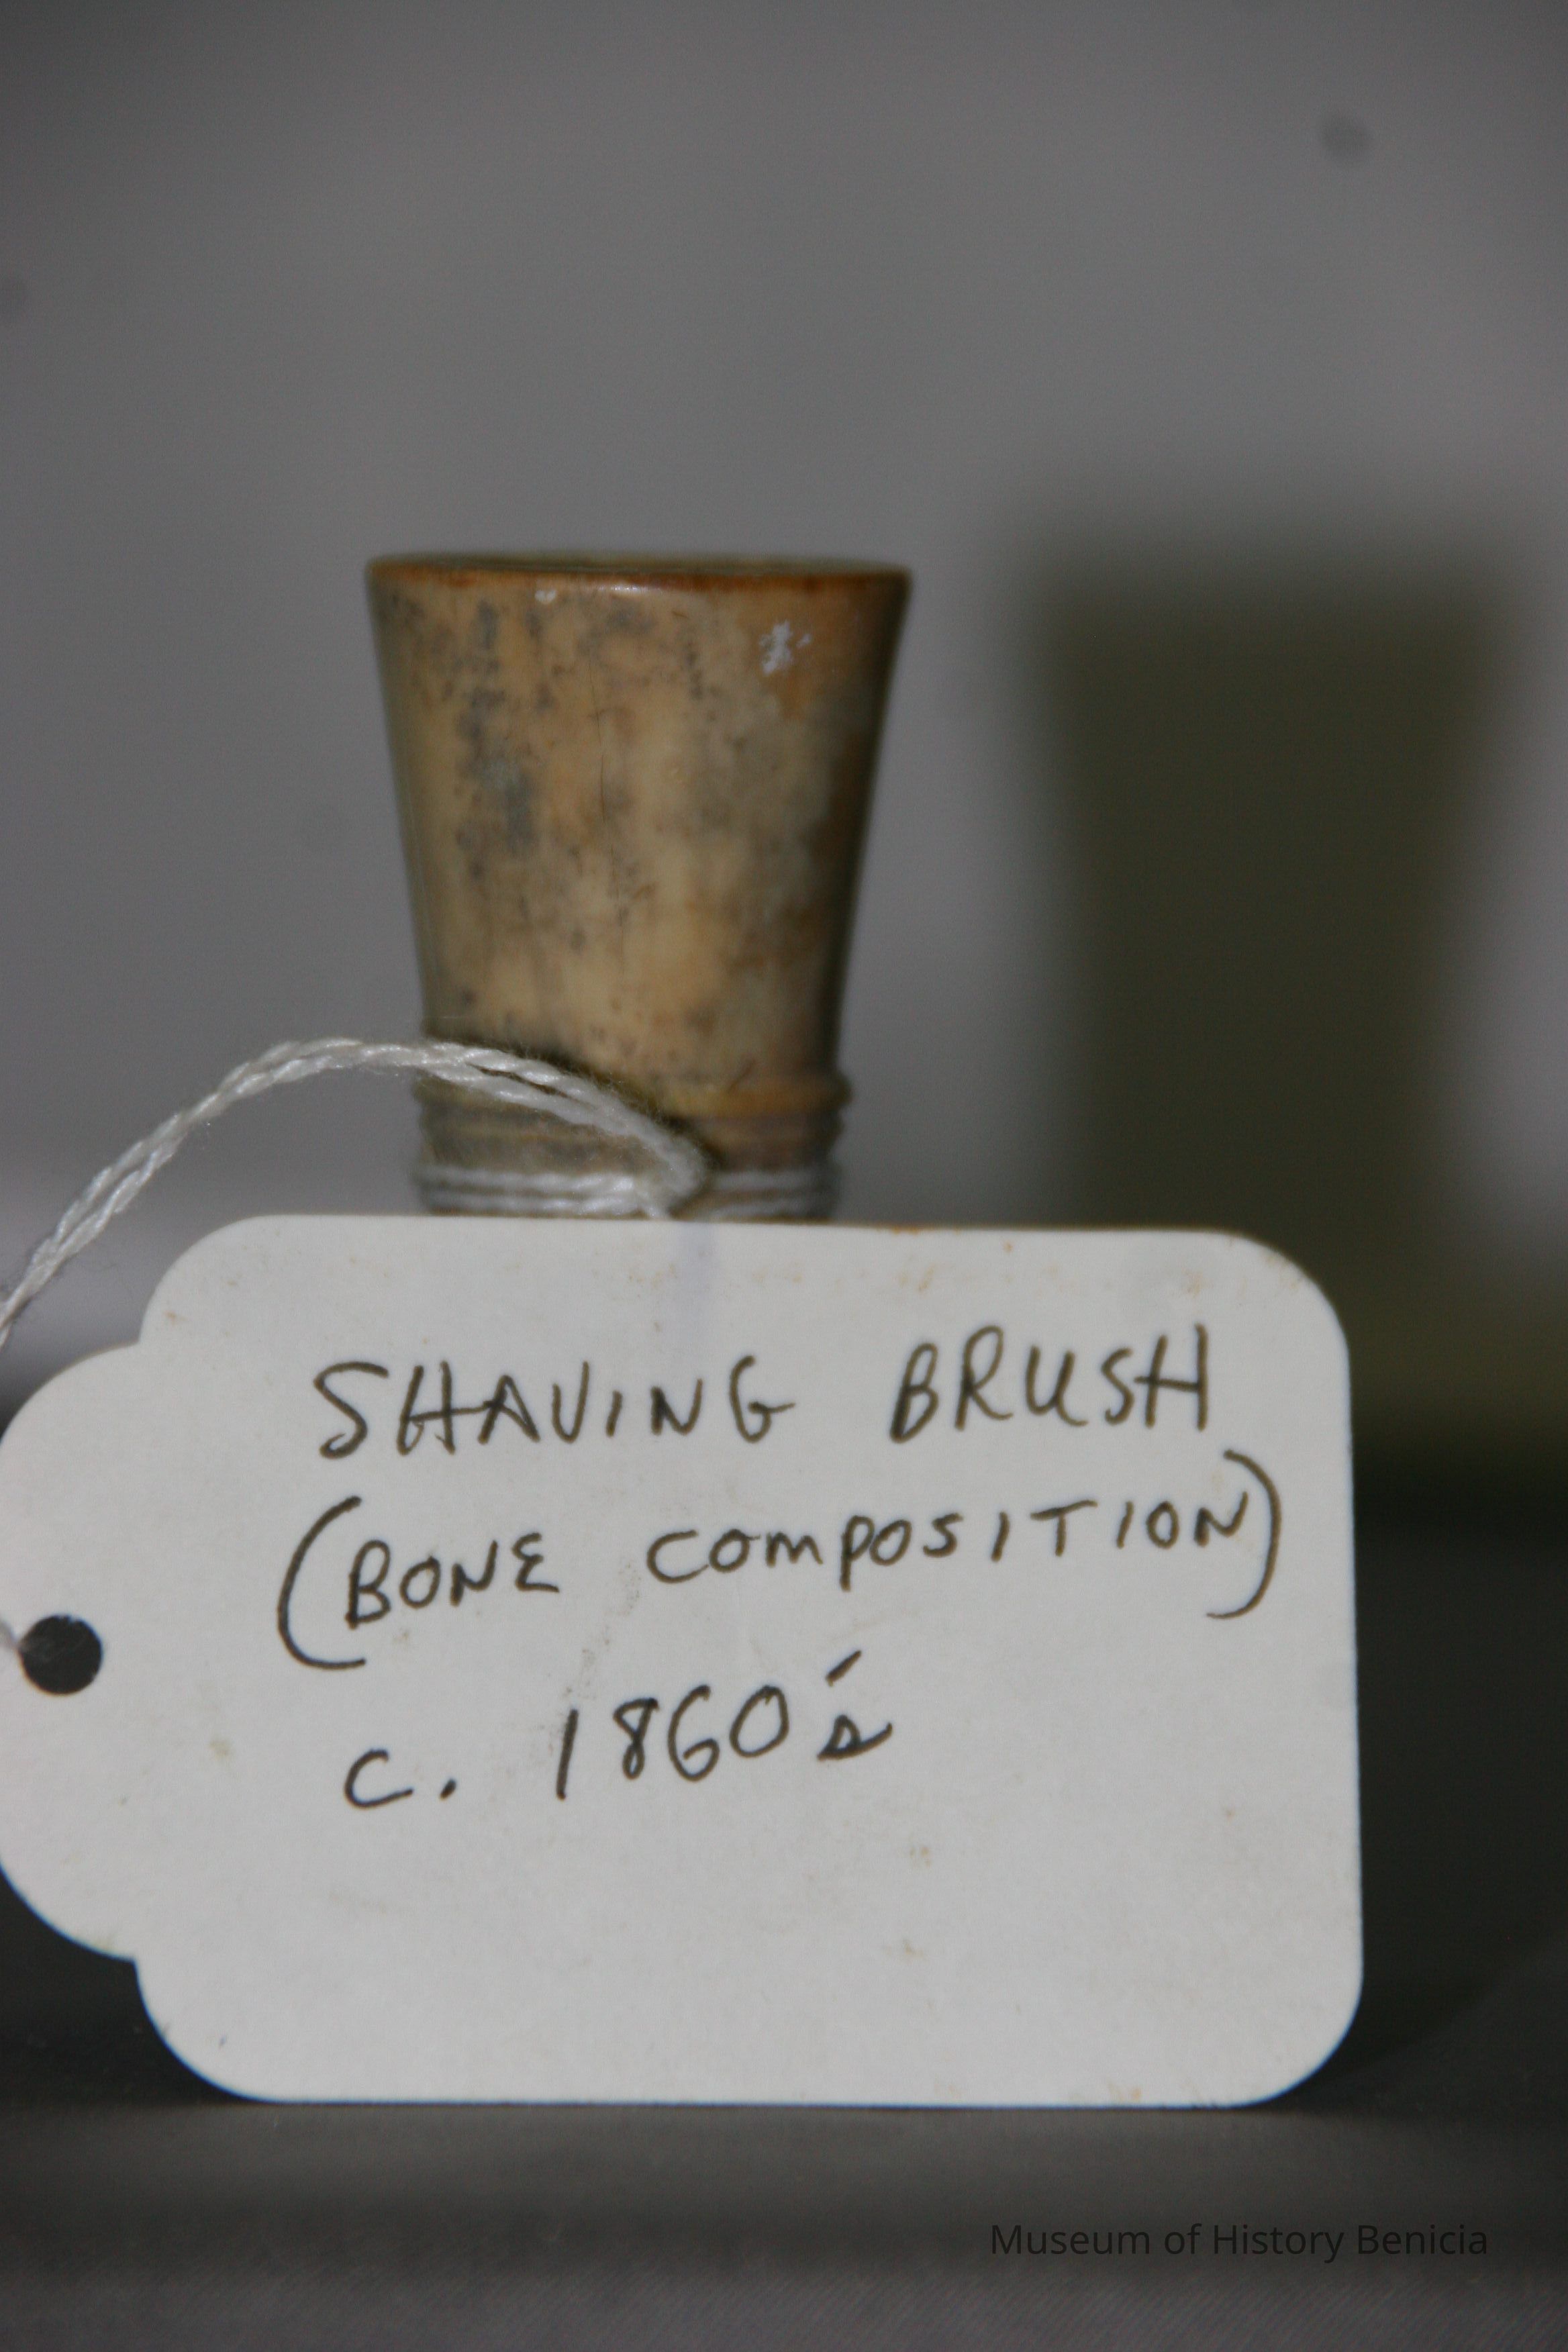 SHAVING BRUSH
(BONE COMPOSITION)
c. 1860's
Museum of History Benicia